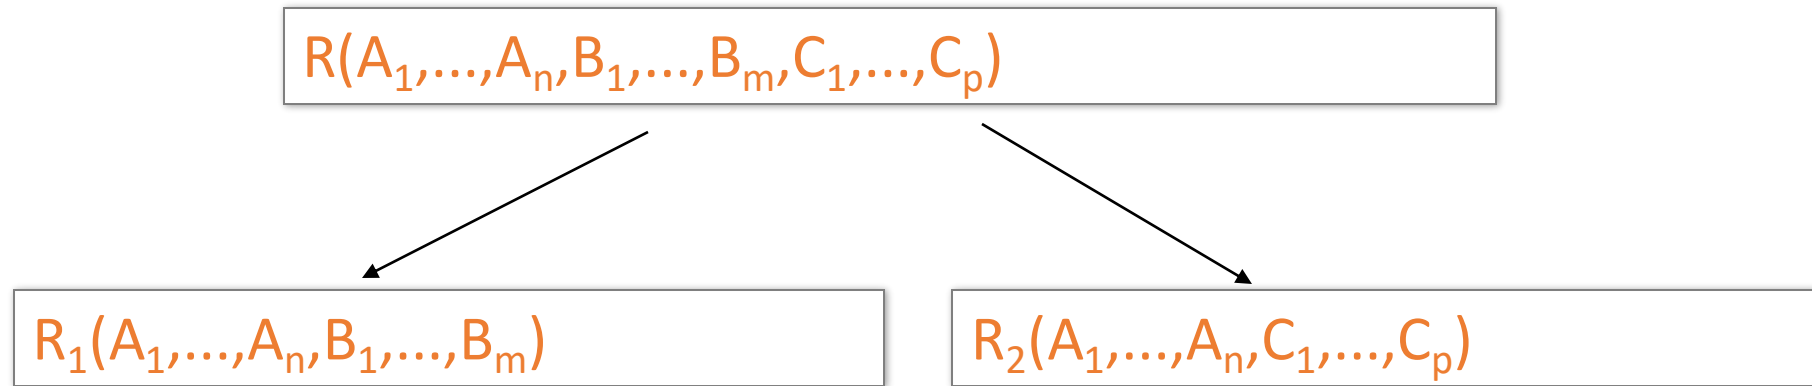 R(A₁,...,Aₙ,B₁,...,Bₘ,C₁,...,Cₚ)
R₁(A₁,...,Aₙ,B₁,...,Bₘ)
R₂(A₁,...,Aₙ,C₁,...,Cₚ)